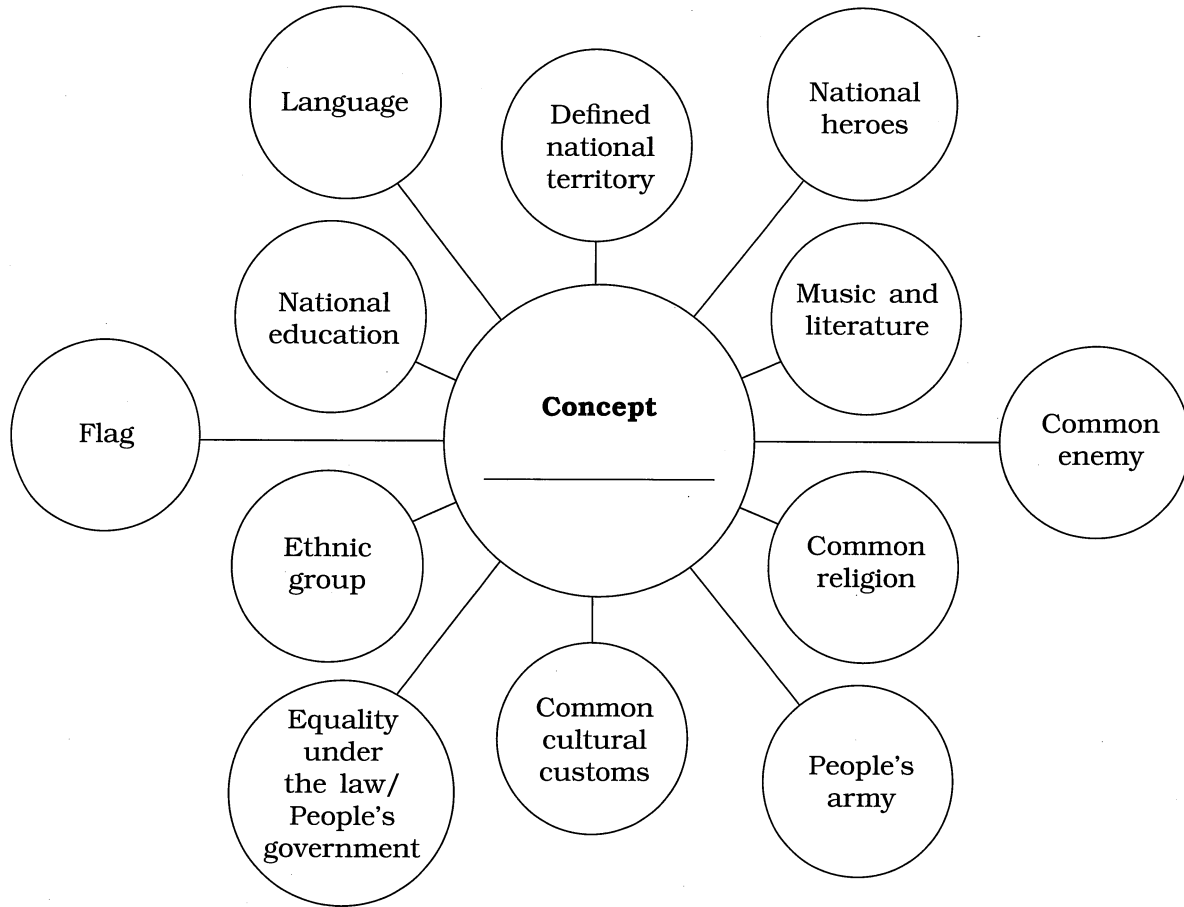 Language
Defined
national
territory
National
heroes
National
education
Music and
literature
Flag
Concept
Common
enemy
Ethnic
group
Common
religion
Equality
under
the law/
People's
government
Common
cultural
customs
People's
army